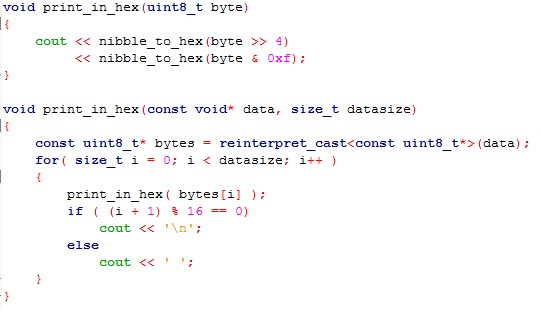 void print_in_hex(uint8_t byte)
{
    cout << nibble_to_hex(byte >> 4)
         << nibble_to_hex(byte & 0xf);
}

void print_in_hex(const void* data, size_t datasize)
{
    const uint8_t* bytes = reinterpret_cast<const uint8_t*>(data);
    for( size_t i = 0; i < datasize; i++ )
    {
        print_in_hex( bytes[i] );
        if ( (i + 1) % 16 == 0)
            cout << '\n';
        else
            cout << ' ';
    }
}